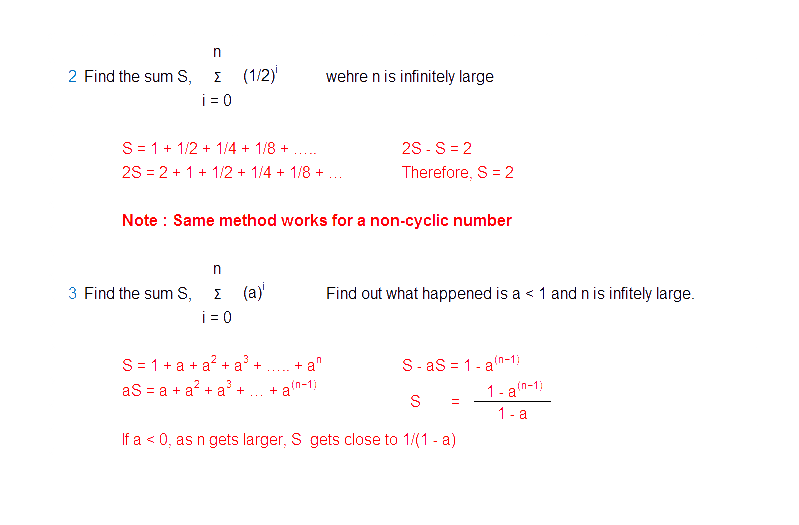 n
2 Find the sum S, Σ (1/2)^i wehre n is infinitely large
i = 0
S = 1 + 1/2 + 1/4 + 1/8 + ..... 2S - S = 2
2S = 2 + 1 + 1/2 + 1/4 + 1/8 + ... Therefore, S = 2
Note : Same method works for a non-cyclic number
n
3 Find the sum S, Σ (a)^i Find out what happened is a < 1 and n is infitely large.
i = 0
S = 1 + a + a^2 + a^3 + ..... + a^n S - aS = 1 - a^(n-1)
aS = a + a^2 + a^3 + ... + a^(n-1)
1 - a^(n-1)
S =
1 - a
If a < 0, as n gets larger, S gets close to 1/(1 - a)